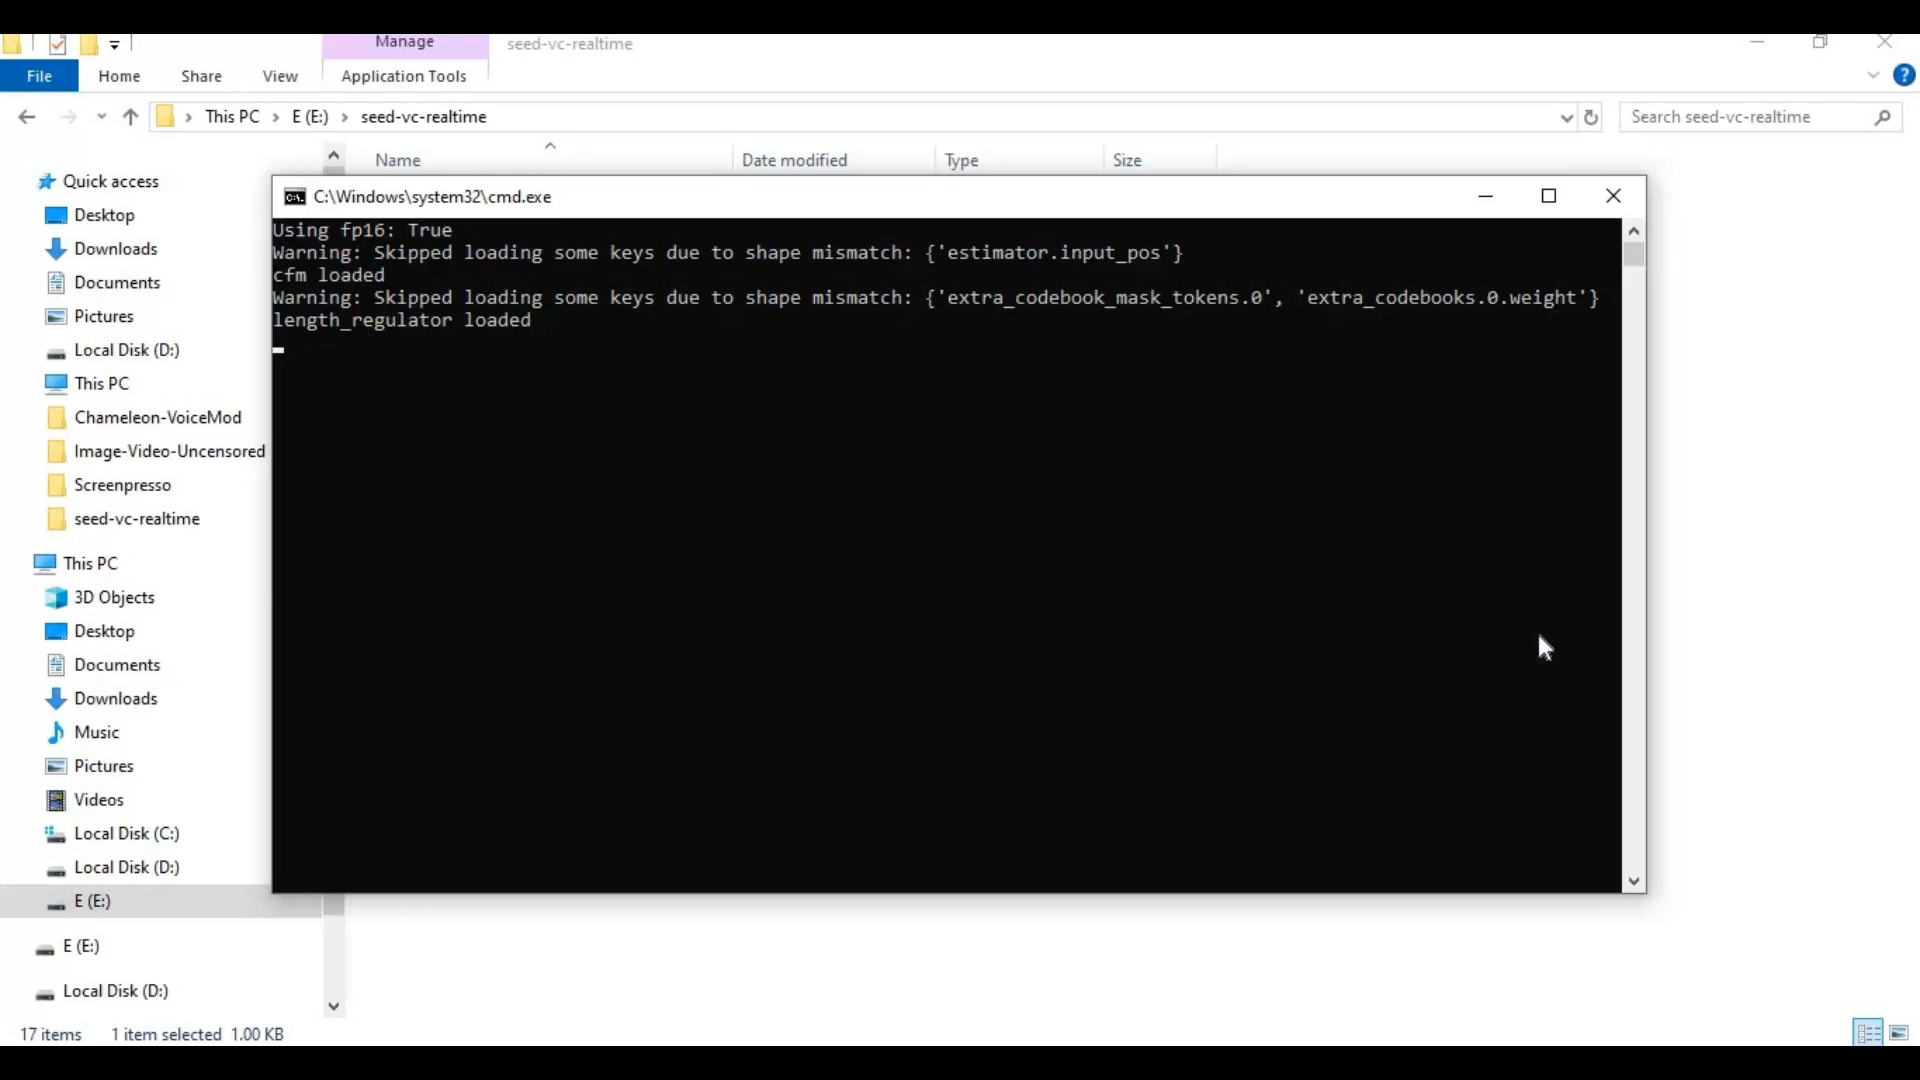 Manage
seed-vc-realtime
File
Home
Share
View
Application Tools
This PC
E (E:)
seed-vc-realtime
Search seed-vc-realtime
Name
Date modified
Type
Size
Quick access
Desktop
Downloads
Documents
Pictures
Local Disk (D:)
This PC
Chameleon-VoiceMod
Image-Video-Uncensored
Screenpresso
seed-vc-realtime
This PC
3D Objects
Desktop
Documents
Downloads
Music
Pictures
Videos
Local Disk (C:)
Local Disk (D:)
E (E:)
E (E:)
Local Disk (D:)
C:\Windows\system32\cmd.exe
Using fp16: True
Warning: Skipped loading some keys due to shape mismatch: {'estimator.input_pos'}
cfm loaded
Warning: Skipped loading some keys due to shape mismatch: {'extra_codebook_mask_tokens.0', 'extra_codebooks.0.weight'}
length_regulator loaded
17 items 1 item selected 1.00 KB